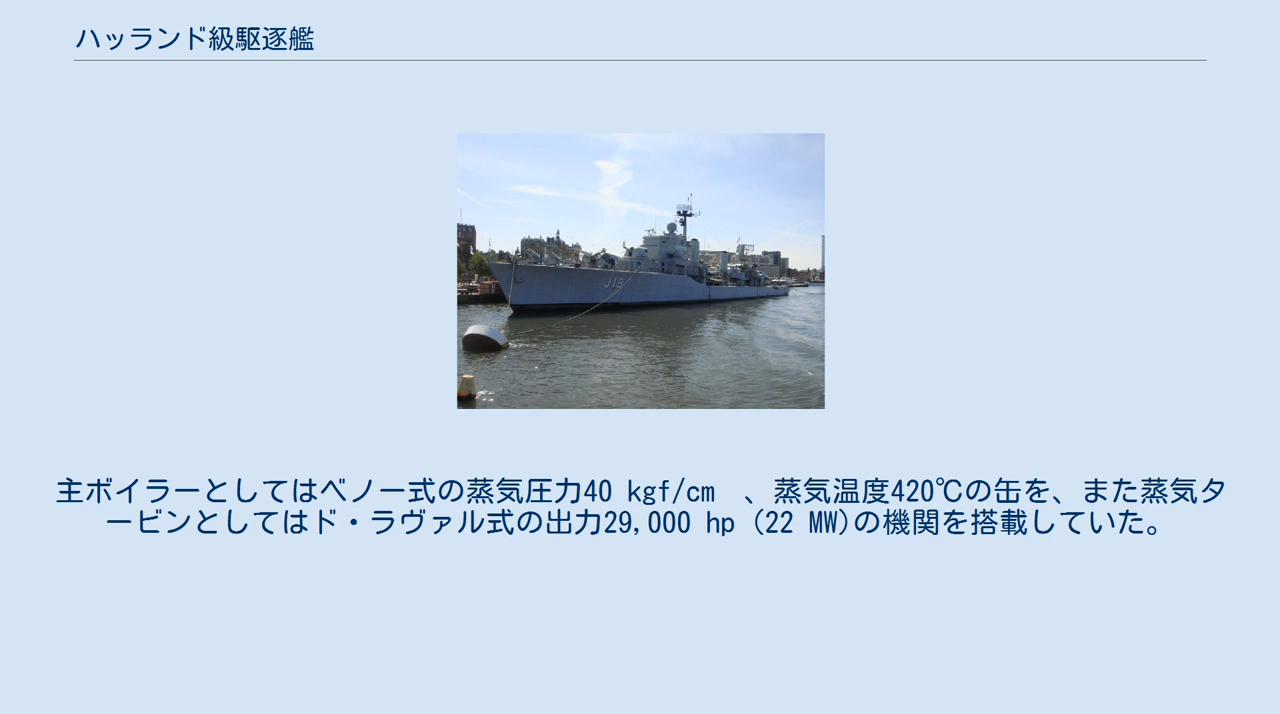 ハッランド級駆逐艦
J19
主ボイラーとしてはベノー式の蒸気圧力40 kgf/cm　、蒸気温度420℃の缶を、また蒸気タ
ービンとしてはド・ラヴァル式の出力29,000 hp (22 MW)の機関を搭載していた。